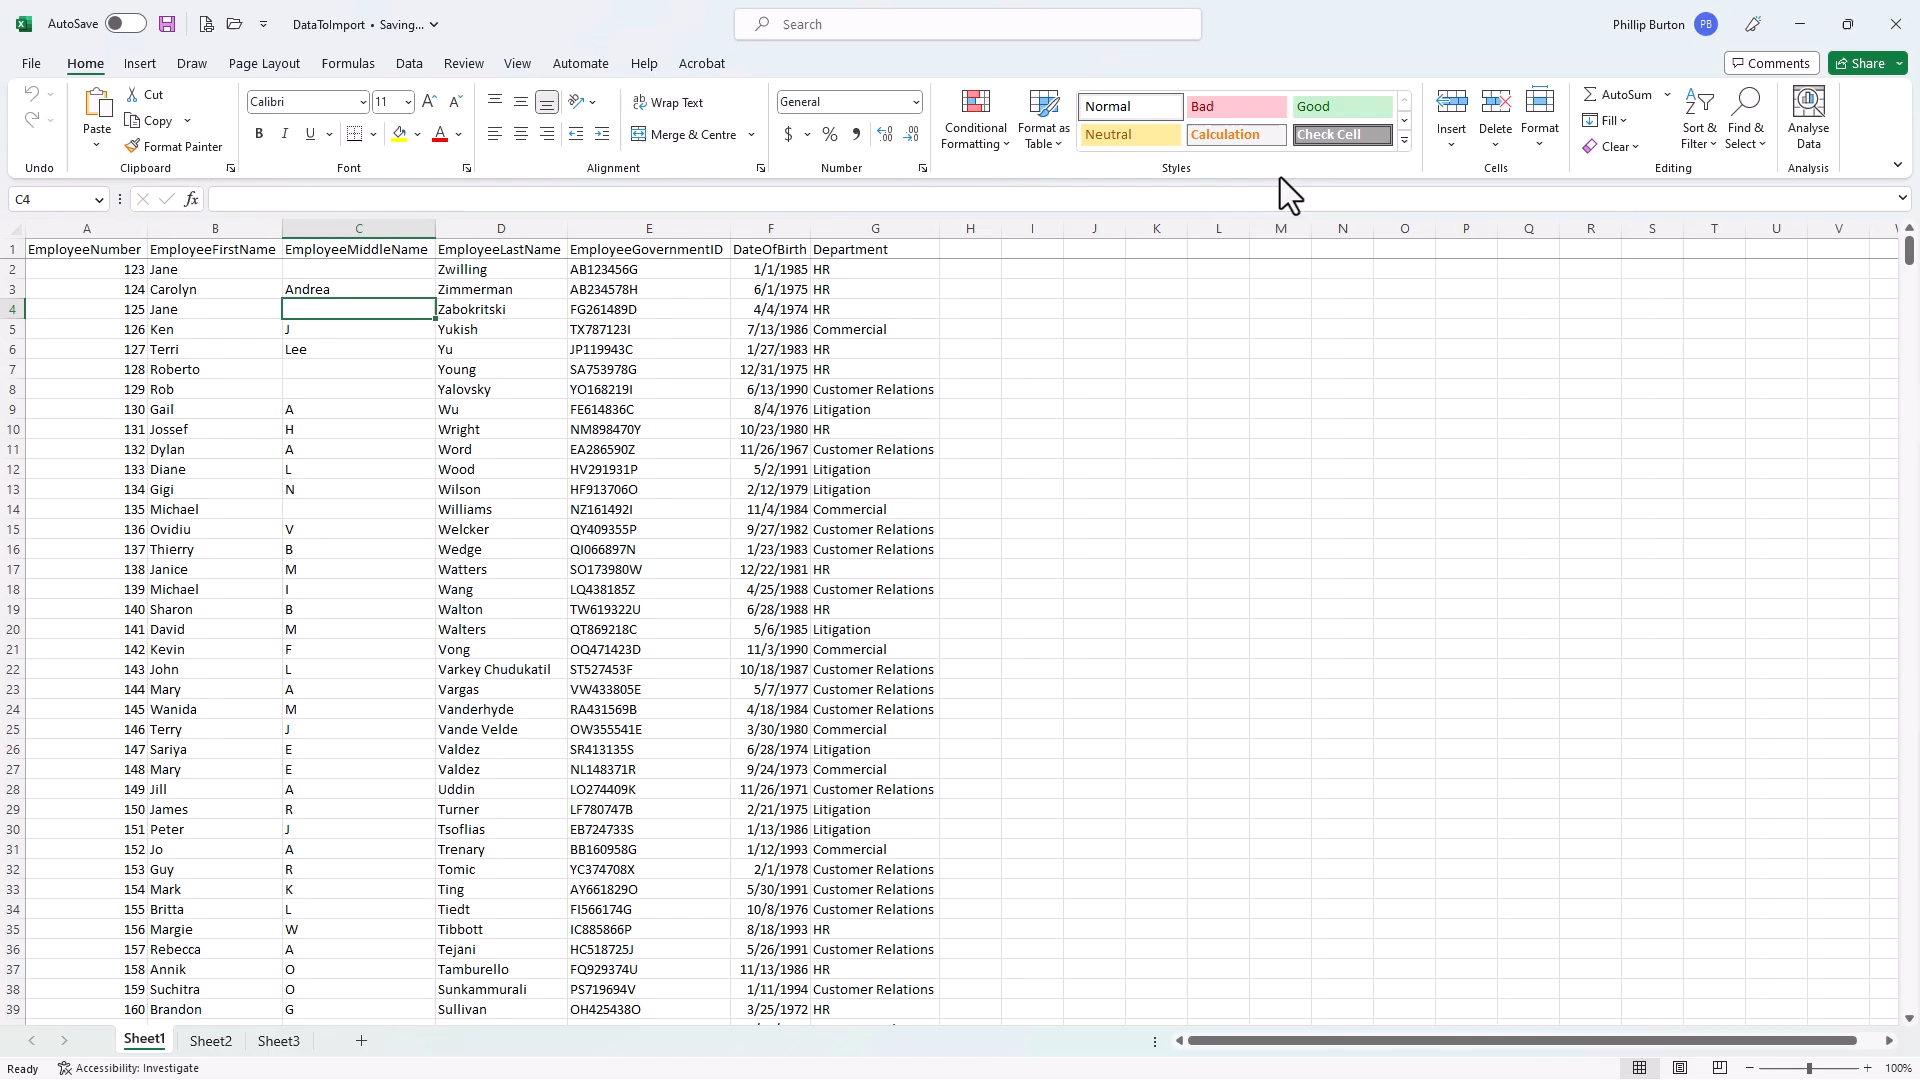 AutoSave DataToImport • Saving... Search Phillip Burton PB
File Home Insert Draw Page Layout Formulas Data Review View Automate Help Acrobat Comments Share
Cut Calibri 11 Wrap Text General Normal Bad Good AutoSum
Paste Copy Conditional Formatting Format as Table Insert Delete Format Fill Sort & Filter Find & Select Analyse Data
Format Painter B I U A Merge & Centre $ % Neutral Calculation Check Cell Clear
Undo Clipboard Font Alignment Number Styles Cells Editing Analysis
C4 fx
A B C D E F G H I J K L M N O P Q R S T U V
1 EmployeeNumber EmployeeFirstName EmployeeMiddleName EmployeeLastName EmployeeGovernmentID DateOfBirth Department
2 123 Jane Zwilling AB123456G 1/1/1985 HR
3 124 Carolyn Andrea Zimmerman AB234578H 6/1/1975 HR
4 125 Jane Zabokritski FG261489D 4/4/1974 HR
5 126 Ken J Yukish TX787123I 7/13/1986 Commercial
6 127 Terri Lee Yu JP119943C 1/27/1983 HR
7 128 Roberto Young SA753978G 12/31/1975 HR
8 129 Rob Yalovsky YO168219I 6/13/1990 Customer Relations
9 130 Gail A Wu FE614836C 8/4/1976 Litigation
10 131 Jossef H Wright NM898470Y 10/23/1980 HR
11 132 Dylan A Word EA286590Z 11/26/1967 Customer Relations
12 133 Diane L Wood HV291931P 5/2/1991 Litigation
13 134 Gigi N Wilson HF913706O 2/12/1979 Litigation
14 135 Michael Williams NZ161492I 11/4/1984 Commercial
15 136 Ovidiu V Welcker QY409355P 9/27/1982 Customer Relations
16 137 Thierry B Wedge QI066897N 1/23/1983 Customer Relations
17 138 Janice M Watters SO173980W 12/22/1981 HR
18 139 Michael I Wang LQ438185Z 4/25/1988 Customer Relations
19 140 Sharon B Walton TW619322U 6/28/1988 HR
20 141 David M Walters QT869218C 5/6/1985 Litigation
21 142 Kevin F Vong OQ471423D 11/3/1990 Commercial
22 143 John L Varkey Chudukatil ST527453F 10/18/1987 Customer Relations
23 144 Mary A Vargas VW433805E 5/7/1977 Customer Relations
24 145 Wanida M Vanderhyde RA431569B 4/18/1984 Customer Relations
25 146 Terry J Vande Velde OW355541E 3/30/1980 Commercial
26 147 Sariya E Valdez SR413135S 6/28/1974 Litigation
27 148 Mary E Valdez NL148371R 9/24/1973 Commercial
28 149 Jill A Uddin LO274409K 11/26/1971 Customer Relations
29 150 James R Turner LF780747B 2/21/1975 Litigation
30 151 Peter J Tsoflias EB724733S 1/13/1986 Litigation
31 152 Jo A Trenary BB160958G 1/12/1993 Commercial
32 153 Guy R Tomic YC374708X 2/1/1978 Customer Relations
33 154 Mark K Ting AY661829O 5/30/1991 Customer Relations
34 155 Britta L Tiedt FI566174G 10/8/1976 Customer Relations
35 156 Margie W Tibbott IC885866P 8/18/1993 HR
36 157 Rebecca A Tejani HC518725J 5/26/1991 Customer Relations
37 158 Annik O Tamburello FQ929374U 11/13/1986 HR
38 159 Suchitra O Sunkammurali PS719694V 1/11/1994 Customer Relations
39 160 Brandon G Sullivan OH425438O 3/25/1972 HR
Sheet1 Sheet2 Sheet3
Ready Accessibility: Investigate 100%